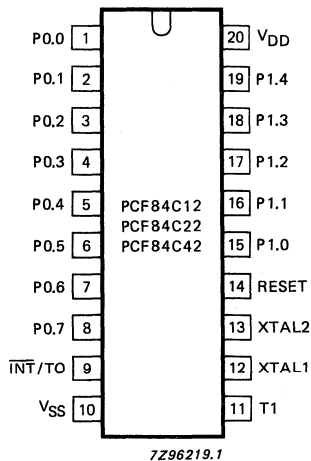 P0.0 1 20 VDD
P0.1 2 19 P1.4
P0.2 3 18 P1.3
P0.3 4 17 P1.2
P0.4 5 PCF84C12 16 P1.1
PCF84C22
P0.5 6 PCF84C42 15 P1.0
P0.6 7 14 RESET
P0.7 8 13 XTAL2
INT/TO 9 12 XTAL1
VSS 10 11 T1
7Z96219.1